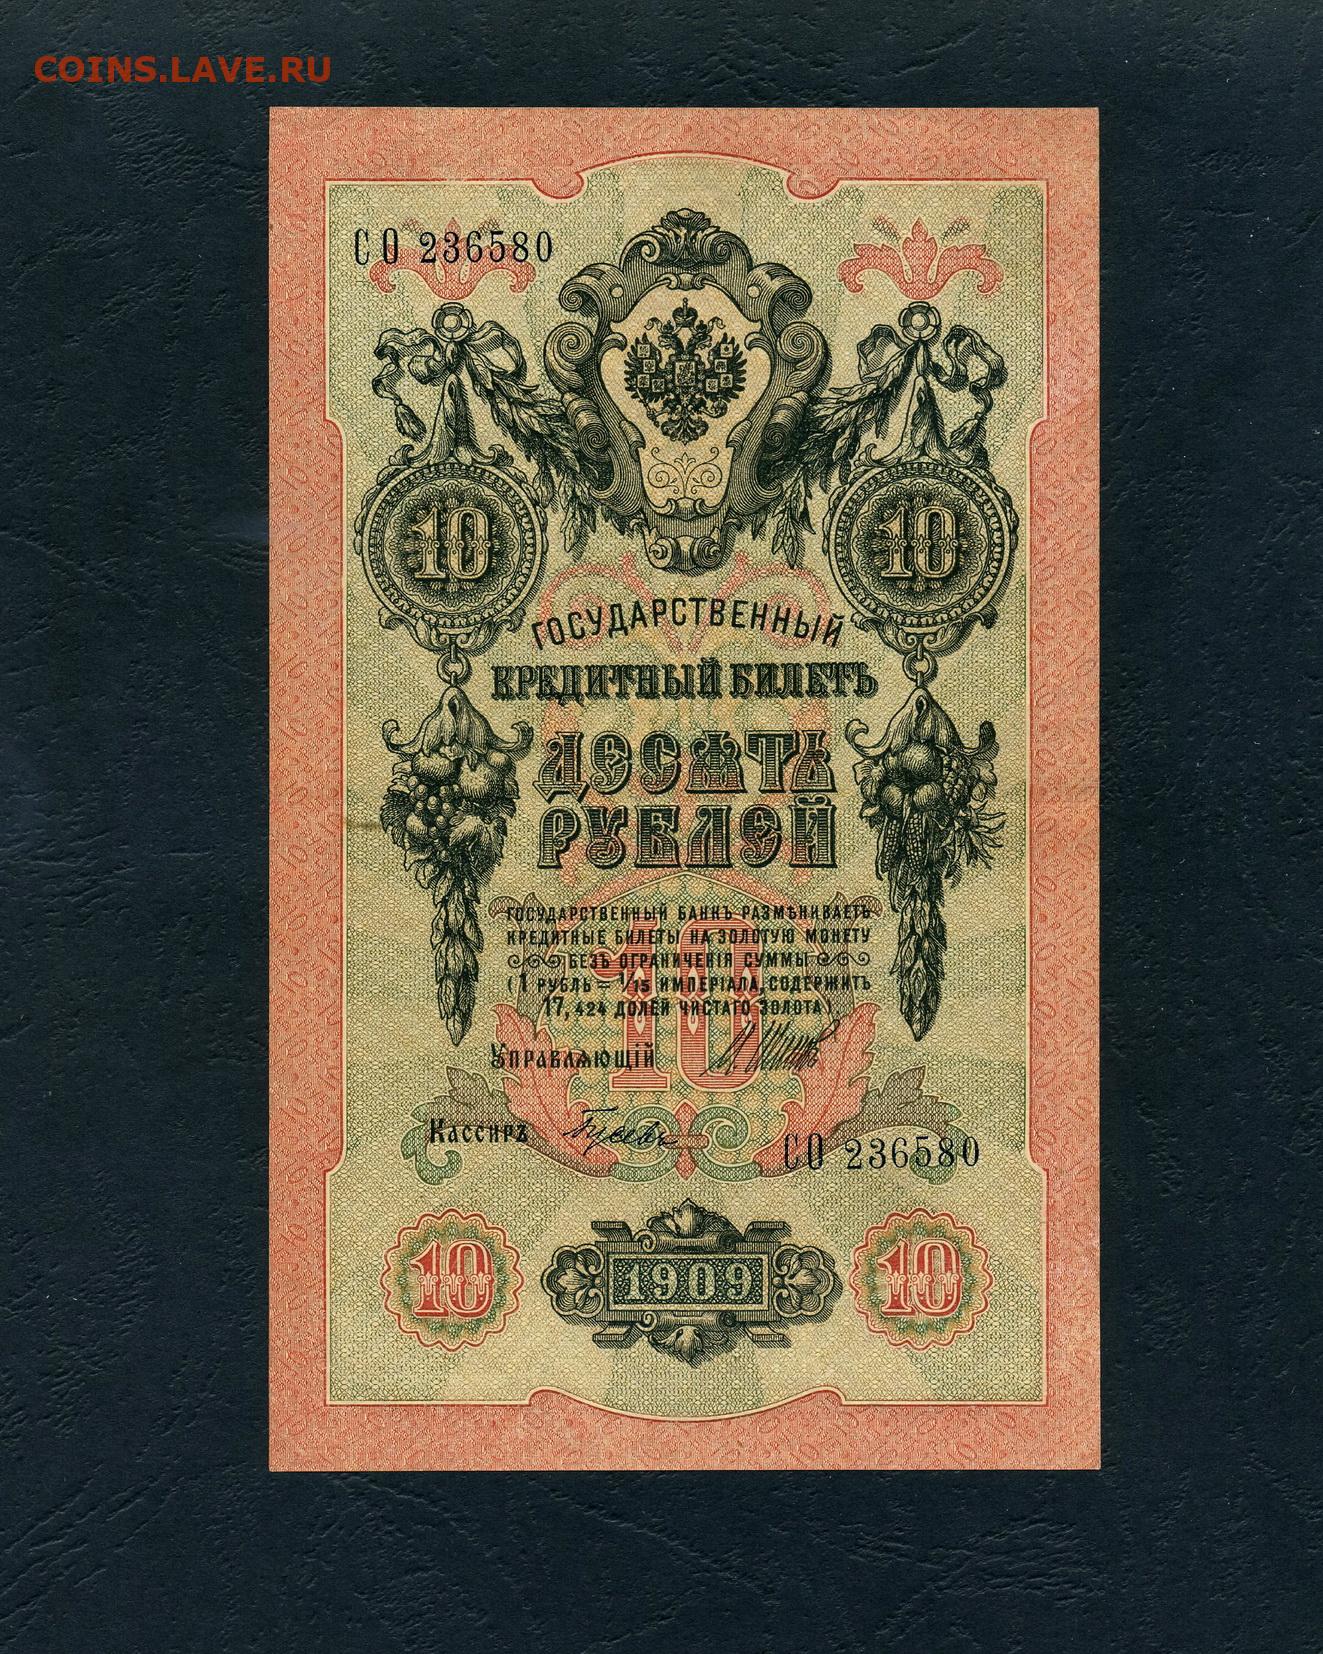 COINS.LAVE.RU
СО 236580
10 10
ГОСУДАРСТВЕННЫЙ
КРЕДИТНЫЙ БИЛЕТЪ
ДЕСЯТЬ
РУБЛЕЙ
ГОСУДАРСТВЕННЫЙ БАНКЪ РАЗМѢНИВАЕТЪ
КРЕДИТНЫЕ БИЛЕТЫ НА ЗОЛОТУЮ МОНЕТУ
БЕЗЪ ОГРАНИЧЕНІЯ СУММЫ
(1 РУБЛЬ = 1/15 ИМПЕРІАЛА, СОДЕРЖИТЪ
17,424 ДОЛЕЙ ЧИСТАГО ЗОЛОТА)
10
УПРАВЛЯЮЩІЙ
КАССИРЪ Гусевъ
СО 236580
10 1909 10